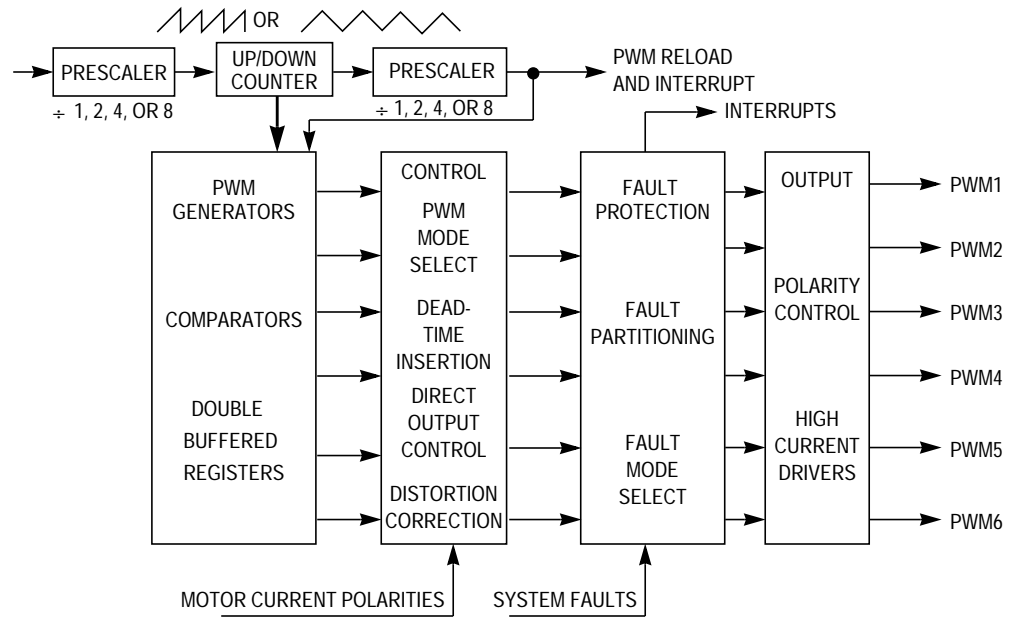 OR
PRESCALER
÷ 1, 2, 4, OR 8
UP/DOWN
COUNTER
PRESCALER
÷ 1, 2, 4, OR 8
PWM RELOAD
AND INTERRUPT
INTERRUPTS
PWM
GENERATORS
COMPARATORS
DOUBLE
BUFFERED
REGISTERS
CONTROL
PWM
MODE
SELECT
DEAD-
TIME
INSERTION
DIRECT
OUTPUT
CONTROL
DISTORTION
CORRECTION
FAULT
PROTECTION
FAULT
PARTITIONING
FAULT
MODE
SELECT
OUTPUT
POLARITY
CONTROL
HIGH
CURRENT
DRIVERS
PWM1
PWM2
PWM3
PWM4
PWM5
PWM6
MOTOR CURRENT POLARITIES
SYSTEM FAULTS